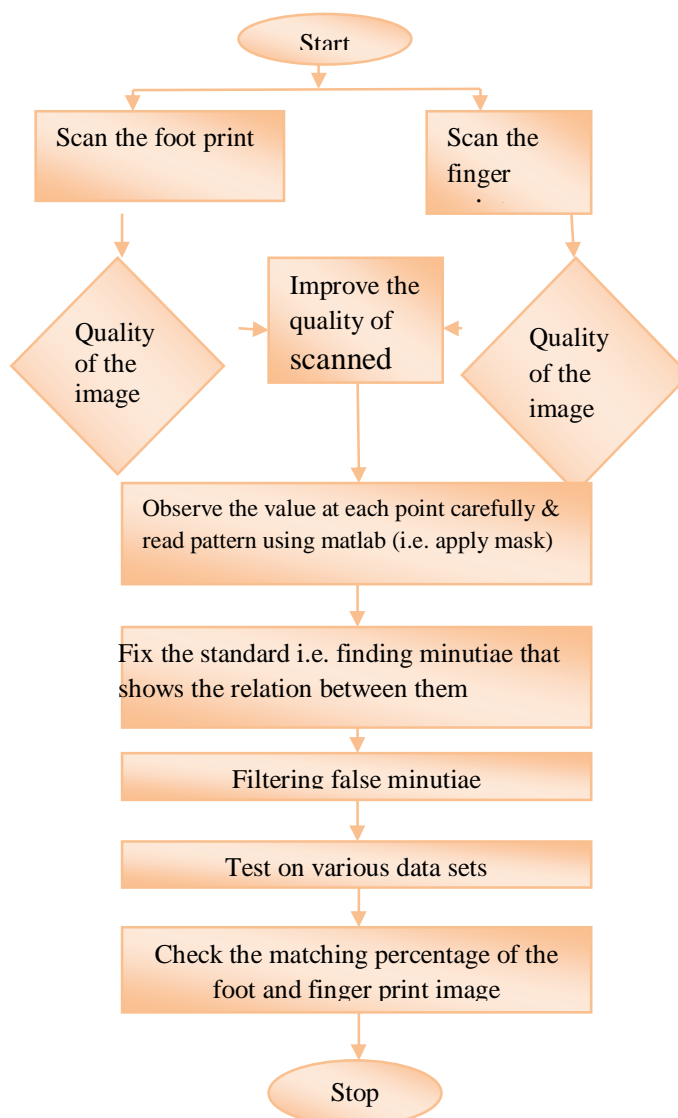 Start
Scan the foot print
Scan the
finger
Improve the
quality of
scanned
Quality
of the
image
Quality
of the
image
Observe the value at each point carefully &
read pattern using matlab (i.e. apply mask)
Fix the standard i.e. finding minutiae that
shows the relation between them
Filtering false minutiae
Test on various data sets
Check the matching percentage of the
foot and finger print image
Stop